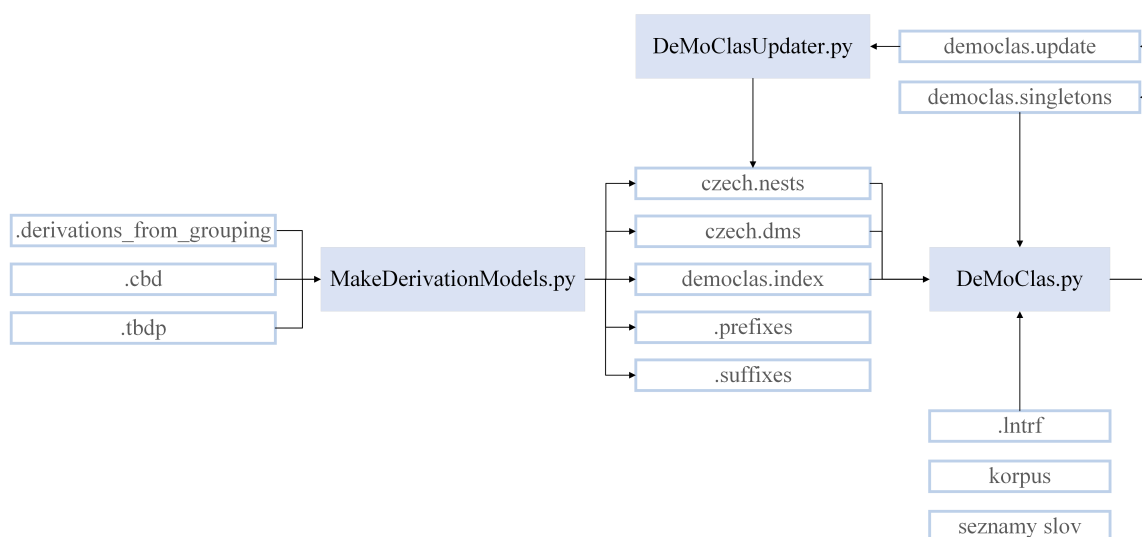 DeMoClasUpdater.py
democlas.update
democlas.singletons
czech.nests
.derivations_from_grouping
czech.dms
.cbd
MakeDerivationModels.py
democlas.index
DeMoClas.py
.tbdp
.prefixes
.suffixes
.lntrf
korpus
seznamy slov